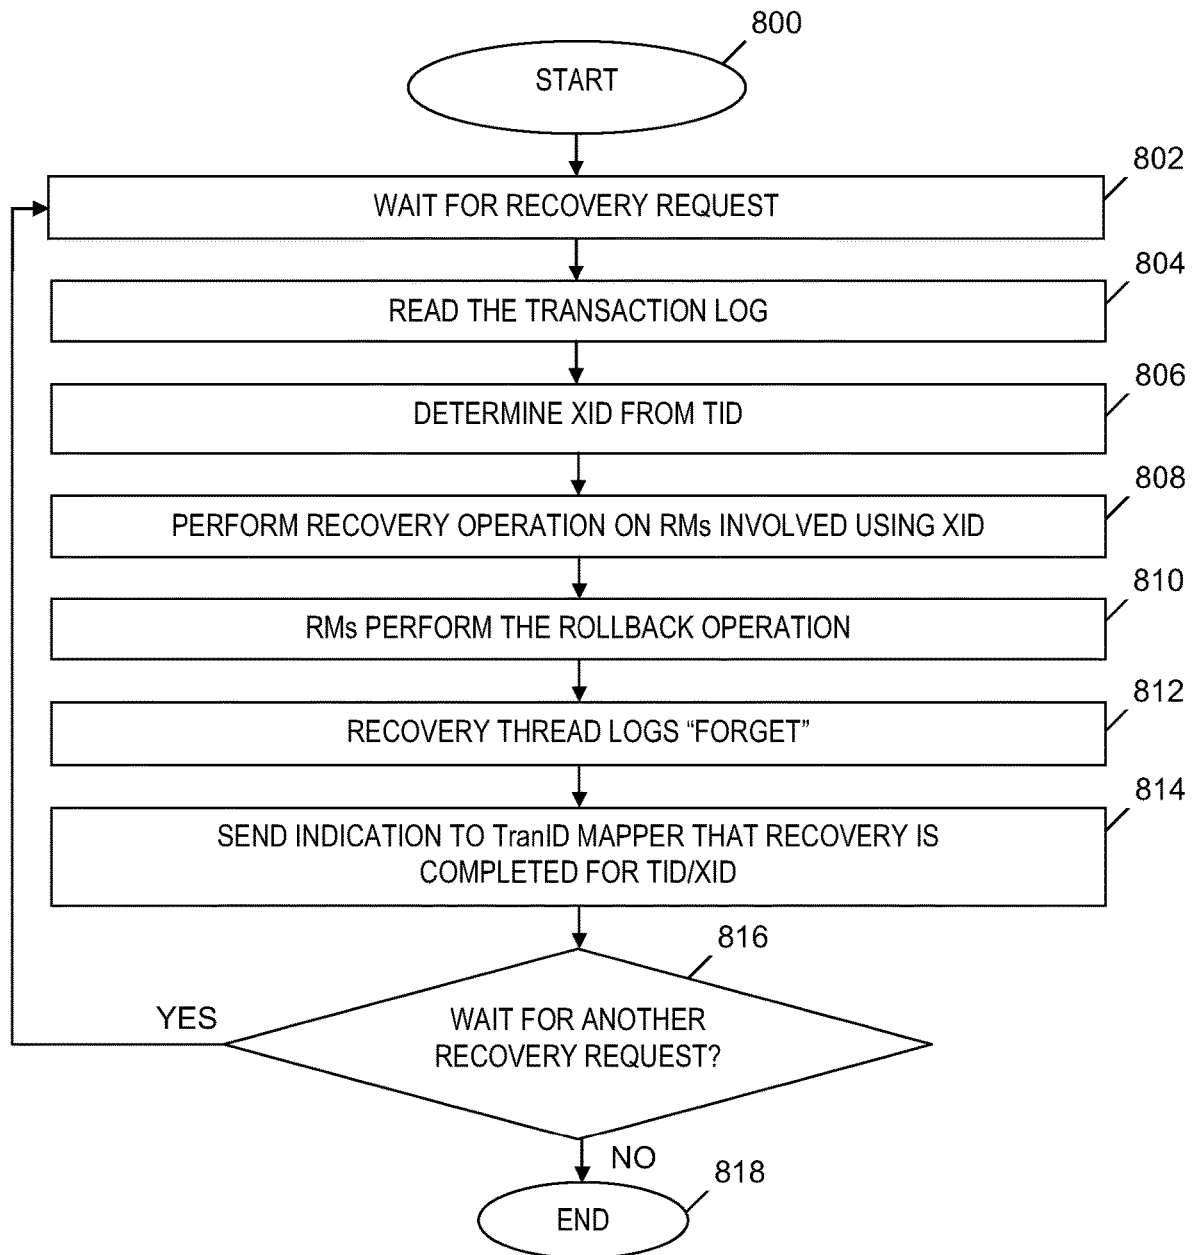 800
START
802
WAIT FOR RECOVERY REQUEST
804
READ THE TRANSACTION LOG
806
DETERMINE XID FROM TID
808
PERFORM RECOVERY OPERATION ON RMs INVOLVED USING XID
810
RMs PERFORM THE ROLLBACK OPERATION
812
RECOVERY THREAD LOGS “FORGET”
814
SEND INDICATION TO TranID MAPPER THAT RECOVERY IS
COMPLETED FOR TID/XID
816
YES
WAIT FOR ANOTHER
RECOVERY REQUEST?
NO
818
END